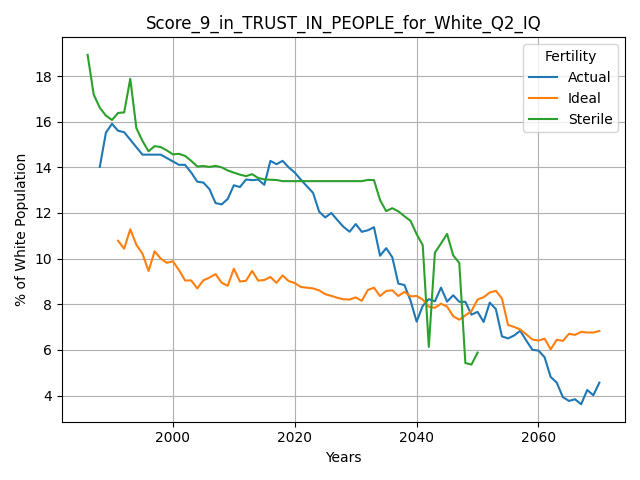 Score_9_in_TRUST_IN_PEOPLE_for_White_Q2_IQ
% of White Population
18
16
14
12
10
8
6
4
Fertility
Actual
Ideal
Sterile
2000
2020
2040
2060
Years